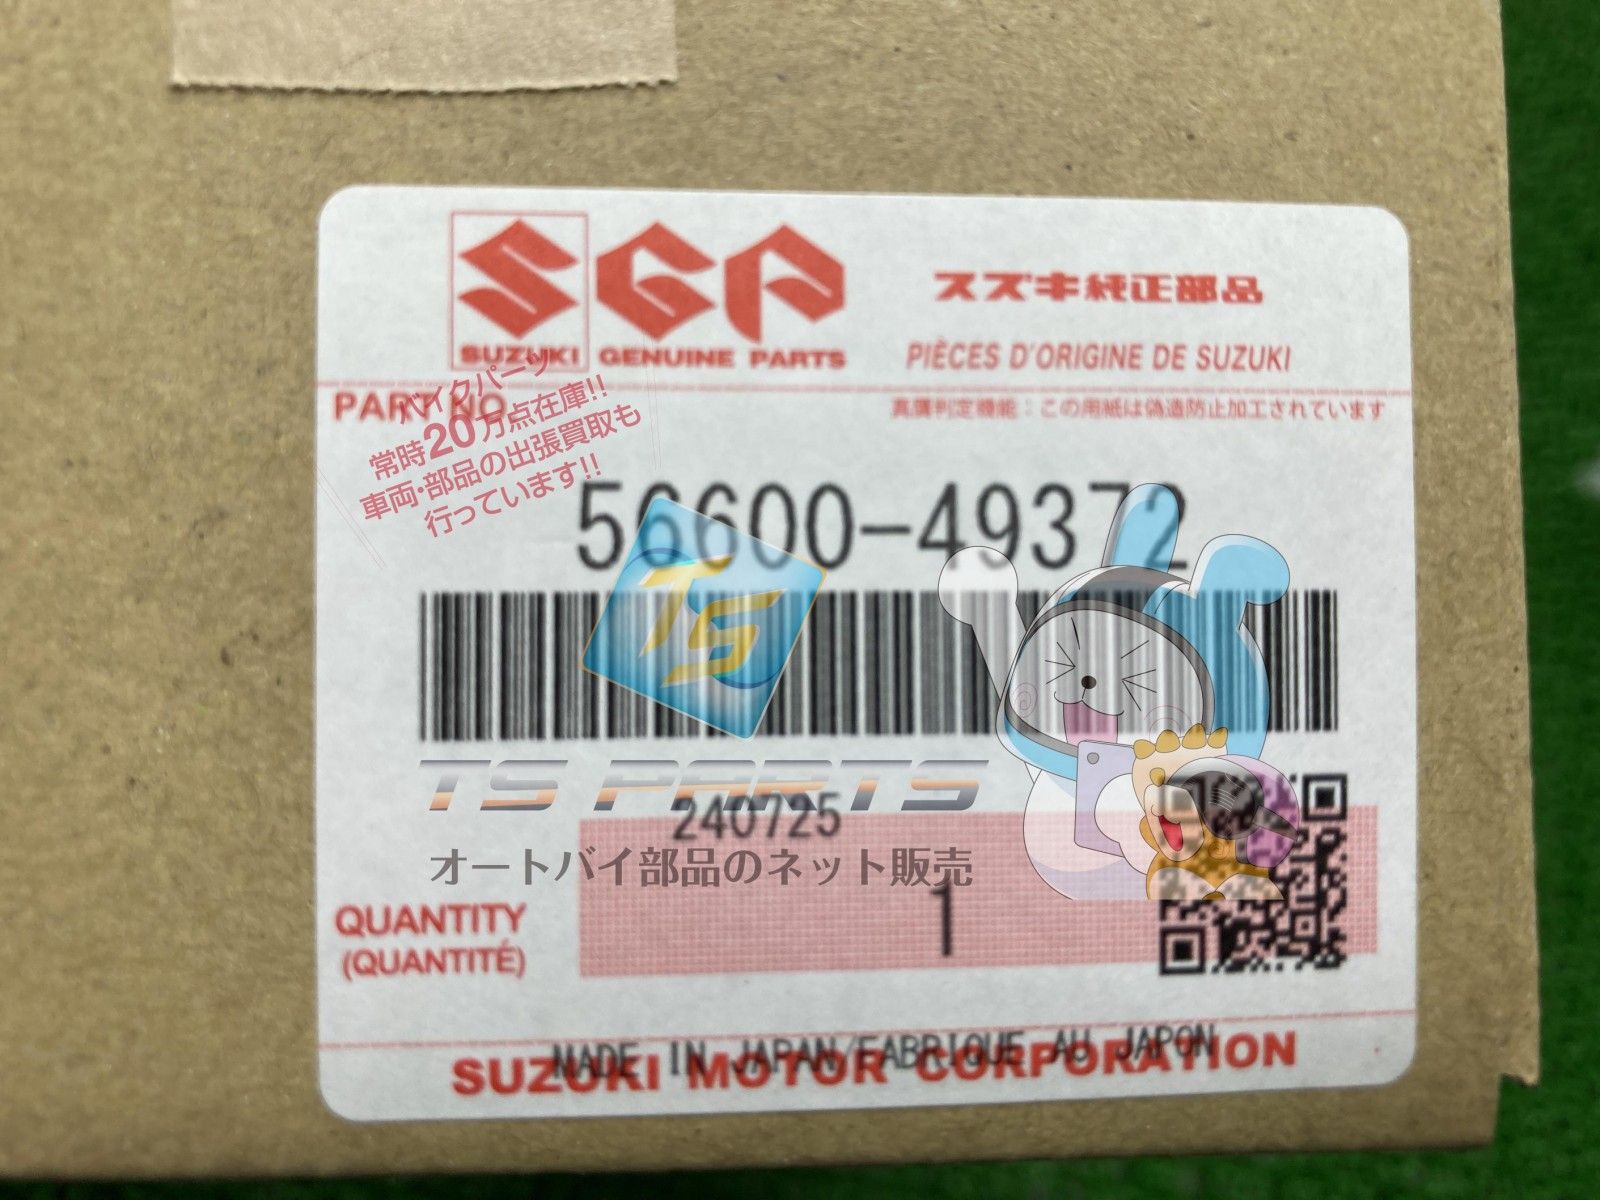 SUZUKI GENUINE PARTS
スズキ純正部品
PIÈCES D'ORIGINE DE SUZUKI
PART NO.
真贋判定機能：この用紙は偽造防止加工されています
バイクパーツ
常時20万点在庫!!
車両・部品の出張買取も
行っています!!
56600-49372
TS
TS PARTS
240725
オートバイ部品のネット販売
QUANTITY
(QUANTITÉ)
1
MADE IN JAPAN/FABRIQUE AU JAPON
SUZUKI MOTOR CORPORATION